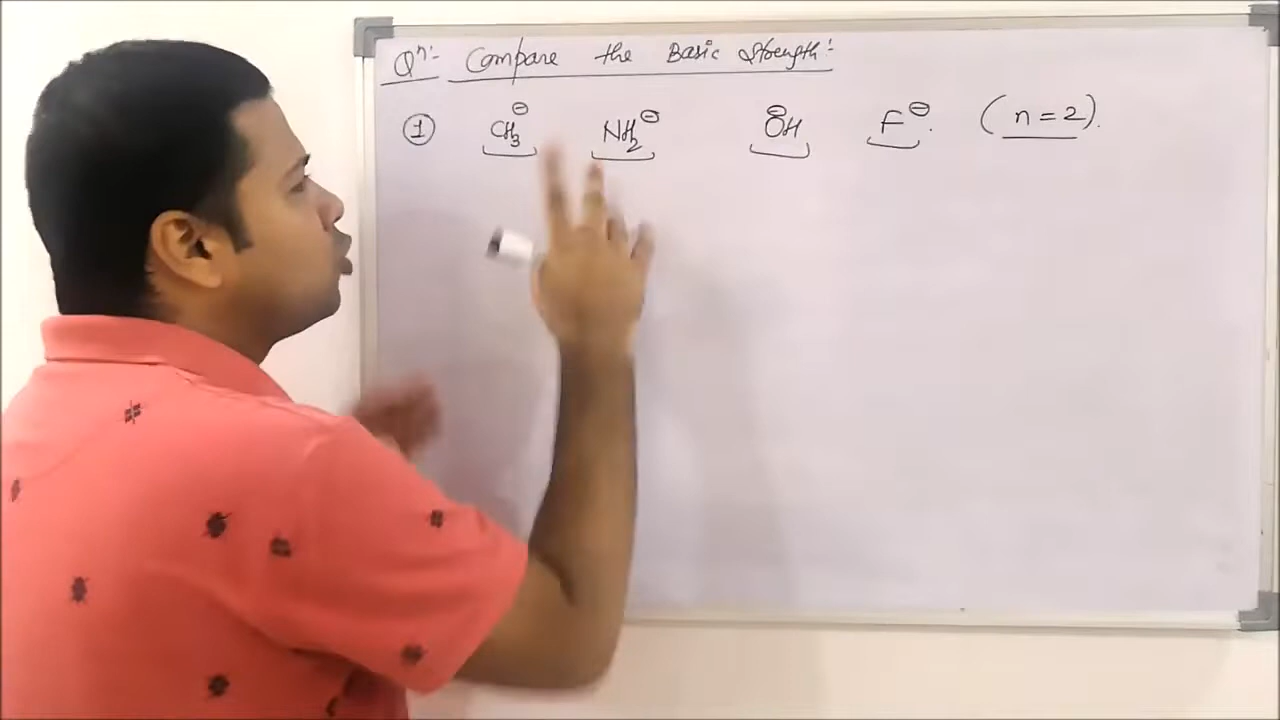 Qⁿ:- Compare the Basic Strength:-
① CH₃⊖ NH₂⊖ ⊖OH F⊖. (n = 2).